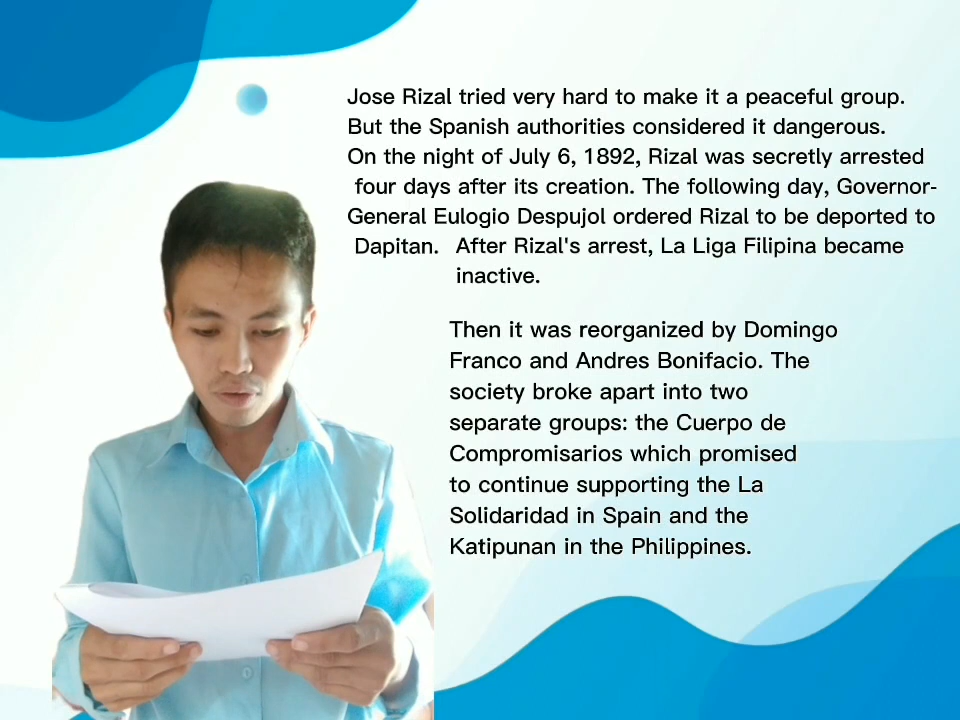 Jose Rizal tried very hard to make it a peaceful group.
But the Spanish authorities considered it dangerous.
On the night of July 6, 1892, Rizal was secretly arrested
four days after its creation. The following day, Governor-
General Eulogio Despujol ordered Rizal to be deported to
Dapitan. After Rizal's arrest, La Liga Filipina became
inactive.
Then it was reorganized by Domingo
Franco and Andres Bonifacio. The
society broke apart into two
separate groups: the Cuerpo de
Compromisarios which promised
to continue supporting the La
Solidaridad in Spain and the
Katipunan in the Philippines.